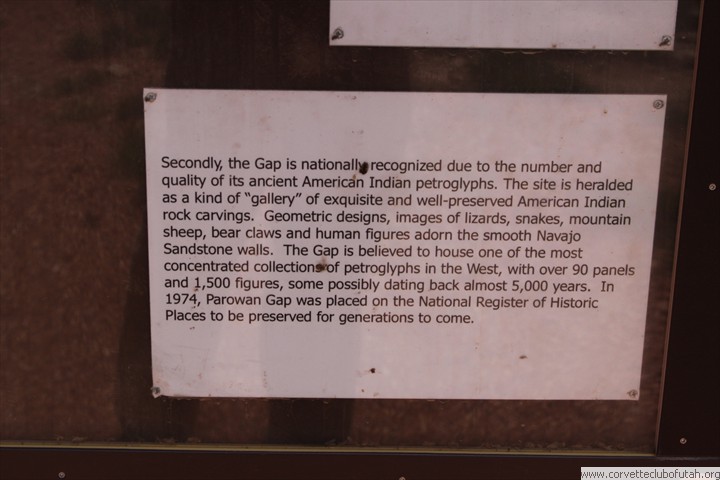 Secondly, the Gap is nationally recognized due to the number and
quality of its ancient American Indian petroglyphs. The site is heralded
as a kind of "gallery" of exquisite and well-preserved American Indian
rock carvings.  Geometric designs, images of lizards, snakes, mountain
sheep, bear claws and human figures adorn the smooth Navajo
Sandstone walls.  The Gap is believed to house one of the most
concentrated collections of petroglyphs in the West, with over 90 panels
and 1,500 figures, some possibly dating back almost 5,000 years.  In
1974, Parowan Gap was placed on the National Register of Historic
Places to be preserved for generations to come.
www.corvetteclubofutah.org